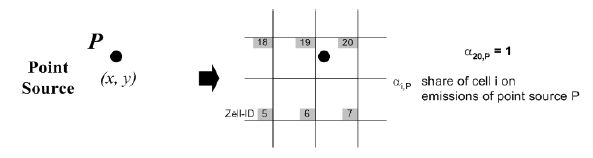 P
Point
Source
(x, y)
18 19 20
Zell-ID 5 6 7
α20,P = 1
αi,P share of cell i on
emissions of point source P